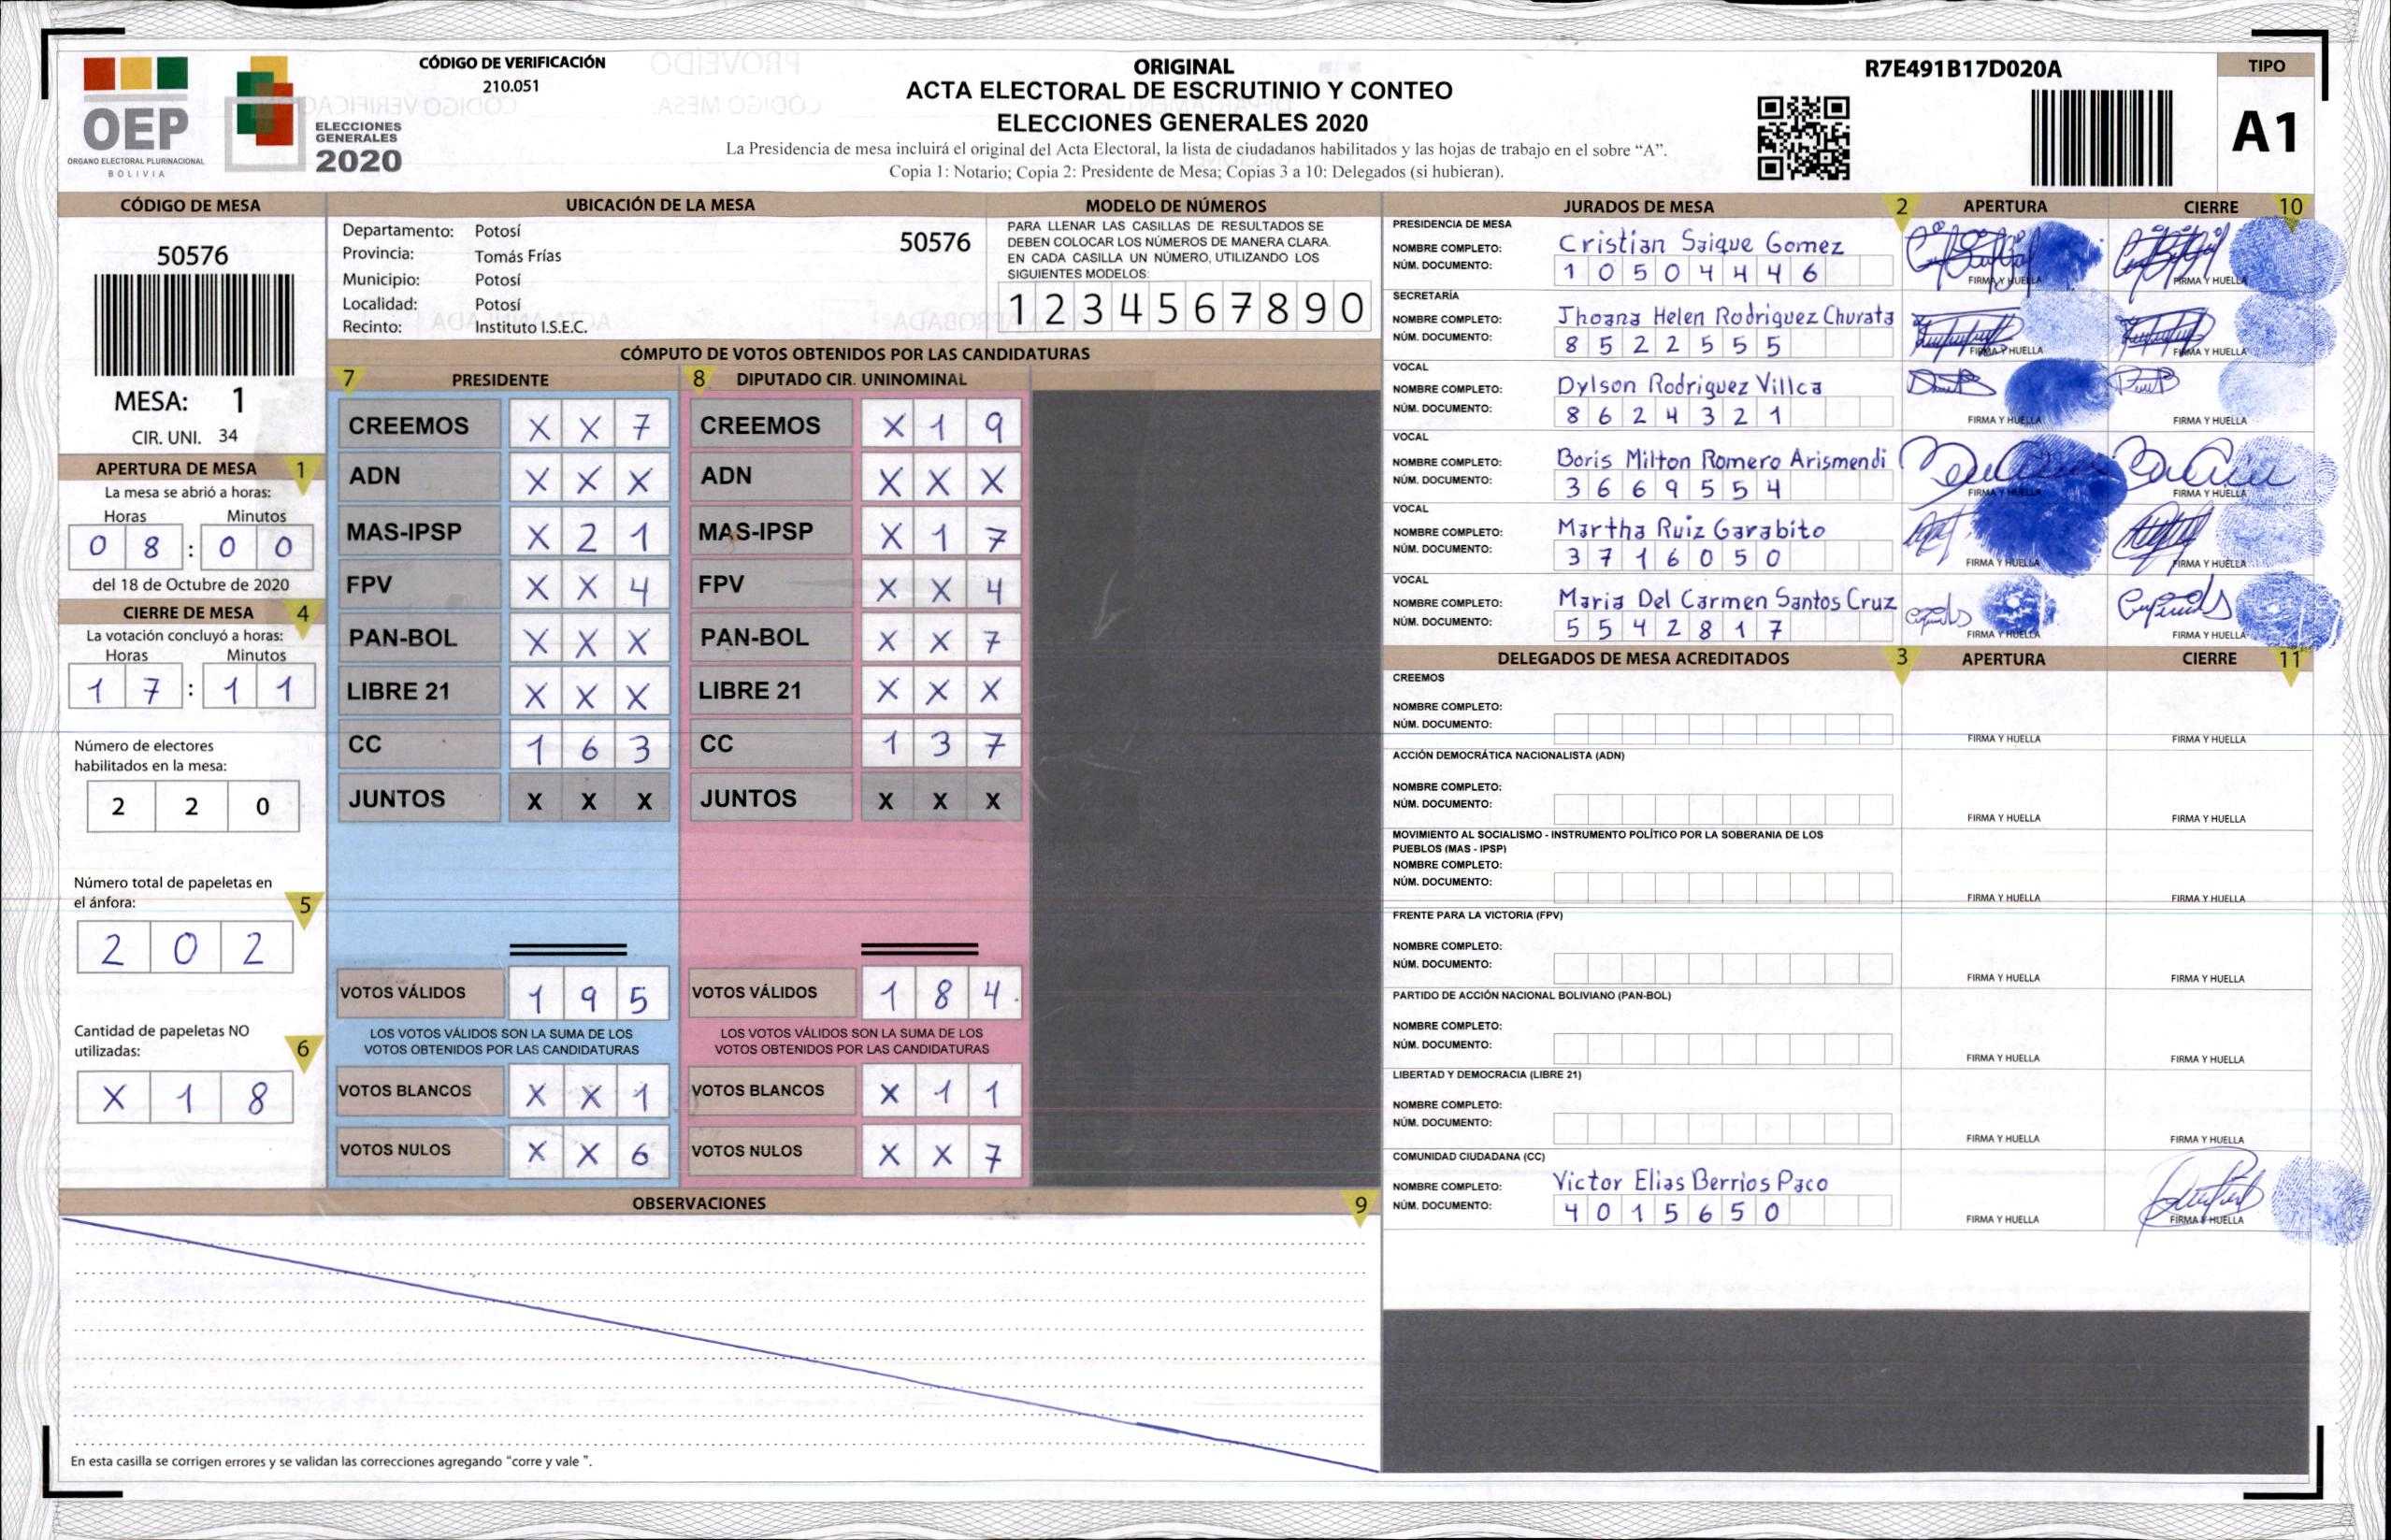 CÓDIGO DE VERIFICACIÓN
210.051
ORIGINAL
ACTA ELECTORAL DE ESCRUTINIO Y CONTEO
ELECCIONES GENERALES 2020
La Presidencia de mesa incluirá el original del Acta Electoral, la lista de ciudadanos habilitados y las hojas de trabajo en el sobre “A”.
Copia 1: Notario; Copia 2: Presidente de Mesa; Copias 3 a 10: Delegados (si hubieran).
R7E491B17D020A
TIPO
A1
OEP
ÓRGANO ELECTORAL PLURINACIONAL
BOLIVIA
ELECCIONES
GENERALES
2020
CÓDIGO DE MESA
50576
MESA: 1
CIR. UNI. 34
APERTURA DE MESA 1
La mesa se abrió a horas:
Horas Minutos
0 8 : 0 0
del 18 de Octubre de 2020
CIERRE DE MESA 4
La votación concluyó a horas:
Horas Minutos
1 7 : 1 1
Número de electores
habilitados en la mesa:
2 2 0
Número total de papeletas en
el ánfora: 5
2 0 2
Cantidad de papeletas NO
utilizadas: 6
X 1 8
UBICACIÓN DE LA MESA
Departamento: Potosí
50576
Provincia: Tomás Frías
Municipio: Potosí
Localidad: Potosí
Recinto: Instituto I.S.E.C.
MODELO DE NÚMEROS
PARA LLENAR LAS CASILLAS DE RESULTADOS SE
DEBEN COLOCAR LOS NÚMEROS DE MANERA CLARA.
EN CADA CASILLA UN NÚMERO, UTILIZANDO LOS
SIGUIENTES MODELOS:
1 2 3 4 5 6 7 8 9 0
CÓMPUTO DE VOTOS OBTENIDOS POR LAS CANDIDATURAS
7 PRESIDENTE 8 DIPUTADO CIR. UNINOMINAL
CREEMOS X X 7 CREEMOS X 1 9
ADN X X X ADN X X X
MAS-IPSP X 2 1 MAS-IPSP X 1 7
FPV X X 4 FPV X X 4
PAN-BOL X X X PAN-BOL X X 7
LIBRE 21 X X X LIBRE 21 X X X
CC 1 6 3 CC 1 3 7
JUNTOS X X X JUNTOS X X X
VOTOS VÁLIDOS 1 9 5 VOTOS VÁLIDOS 1 8 4
LOS VOTOS VÁLIDOS SON LA SUMA DE LOS LOS VOTOS VÁLIDOS SON LA SUMA DE LOS
VOTOS OBTENIDOS POR LAS CANDIDATURAS VOTOS OBTENIDOS POR LAS CANDIDATURAS
VOTOS BLANCOS X X 1 VOTOS BLANCOS X 1 1
VOTOS NULOS X X 6 VOTOS NULOS X X 7
OBSERVACIONES 9
En esta casilla se corrigen errores y se validan las correcciones agregando “corre y vale ”.
JURADOS DE MESA 2 APERTURA CIERRE 10
PRESIDENCIA DE MESA
NOMBRE COMPLETO: Cristian Saique Gomez
NÚM. DOCUMENTO: 1 0 5 0 4 4 4 6
FIRMA Y HUELLA FIRMA Y HUELLA
SECRETARÍA
NOMBRE COMPLETO: Jhoana Helen Rodriguez Churata
NÚM. DOCUMENTO: 8 5 2 2 5 5 5
FIRMA Y HUELLA FIRMA Y HUELLA
VOCAL
NOMBRE COMPLETO: Dylson Rodriguez Villca
NÚM. DOCUMENTO: 8 6 2 4 3 2 1
FIRMA Y HUELLA FIRMA Y HUELLA
VOCAL
NOMBRE COMPLETO: Boris Milton Romero Arismendi
NÚM. DOCUMENTO: 3 6 6 9 5 5 4
FIRMA Y HUELLA FIRMA Y HUELLA
VOCAL
NOMBRE COMPLETO: Martha Ruiz Garabito
NÚM. DOCUMENTO: 3 7 1 6 0 5 0
FIRMA Y HUELLA FIRMA Y HUELLA
VOCAL
NOMBRE COMPLETO: Maria Del Carmen Santos Cruz
NÚM. DOCUMENTO: 5 5 4 2 8 1 7
FIRMA Y HUELLA FIRMA Y HUELLA
DELEGADOS DE MESA ACREDITADOS 3 APERTURA CIERRE 11
CREEMOS
NOMBRE COMPLETO:
NÚM. DOCUMENTO:
FIRMA Y HUELLA FIRMA Y HUELLA
ACCIÓN DEMOCRÁTICA NACIONALISTA (ADN)
NOMBRE COMPLETO:
NÚM. DOCUMENTO:
FIRMA Y HUELLA FIRMA Y HUELLA
MOVIMIENTO AL SOCIALISMO - INSTRUMENTO POLÍTICO POR LA SOBERANIA DE LOS
PUEBLOS (MAS - IPSP)
NOMBRE COMPLETO:
NÚM. DOCUMENTO:
FIRMA Y HUELLA FIRMA Y HUELLA
FRENTE PARA LA VICTORIA (FPV)
NOMBRE COMPLETO:
NÚM. DOCUMENTO:
FIRMA Y HUELLA FIRMA Y HUELLA
PARTIDO DE ACCIÓN NACIONAL BOLIVIANO (PAN-BOL)
NOMBRE COMPLETO:
NÚM. DOCUMENTO:
FIRMA Y HUELLA FIRMA Y HUELLA
LIBERTAD Y DEMOCRACIA (LIBRE 21)
NOMBRE COMPLETO:
NÚM. DOCUMENTO:
FIRMA Y HUELLA FIRMA Y HUELLA
COMUNIDAD CIUDADANA (CC)
NOMBRE COMPLETO: Victor Elias Berrios Paco
NÚM. DOCUMENTO: 4 0 1 5 6 5 0
FIRMA Y HUELLA FIRMA Y HUELLA